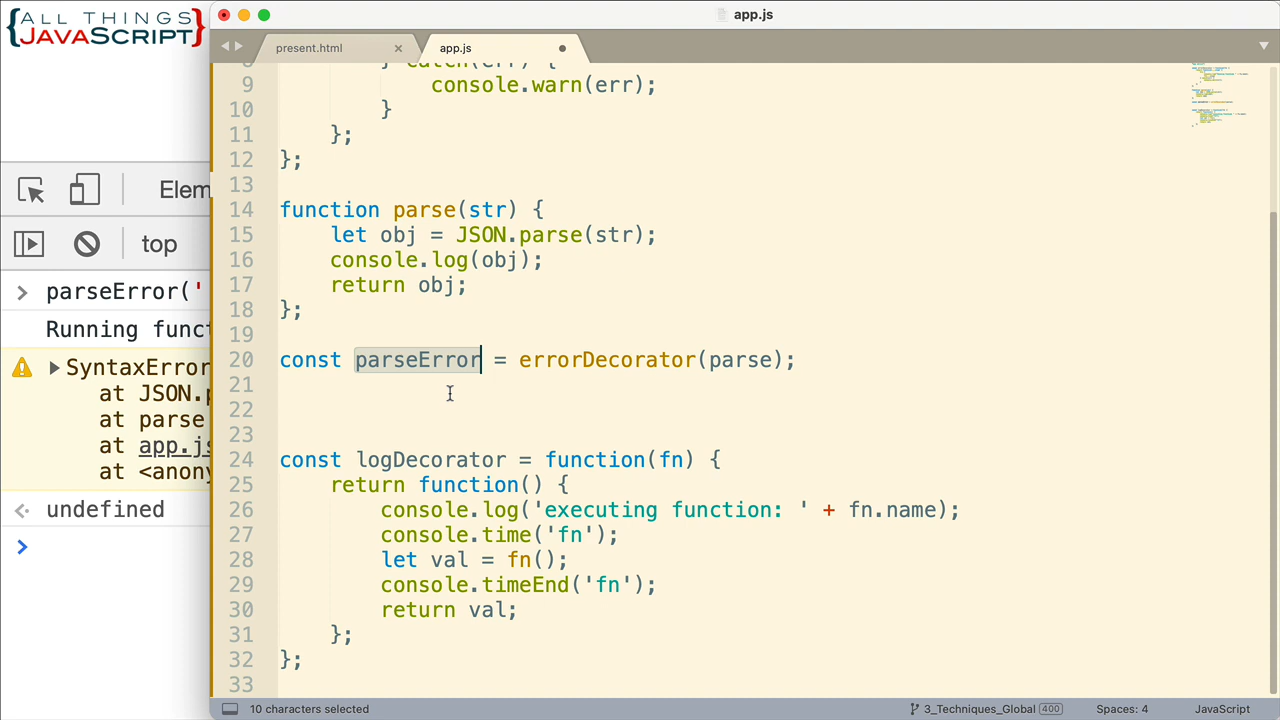 ALL THINGS
JAVASCRIPT
app.js
present.html
app.js
9 console.warn(err);
10 }
11 };
12 };
13
14 function parse(str) {
15 let obj = JSON.parse(str);
16 console.log(obj);
17 return obj;
18 };
19
20 const parseError = errorDecorator(parse);
21
22
23
24 const logDecorator = function(fn) {
25 return function() {
26 console.log('executing function: ' + fn.name);
27 console.time('fn');
28 let val = fn();
29 console.timeEnd('fn');
30 return val;
31 };
32 };
33
Elem
top
parseError('
Running funct
SyntaxError
at JSON.p
at parse
at app.js
at <anony
undefined
10 characters selected
3_Techniques_Global 400
Spaces: 4
JavaScript